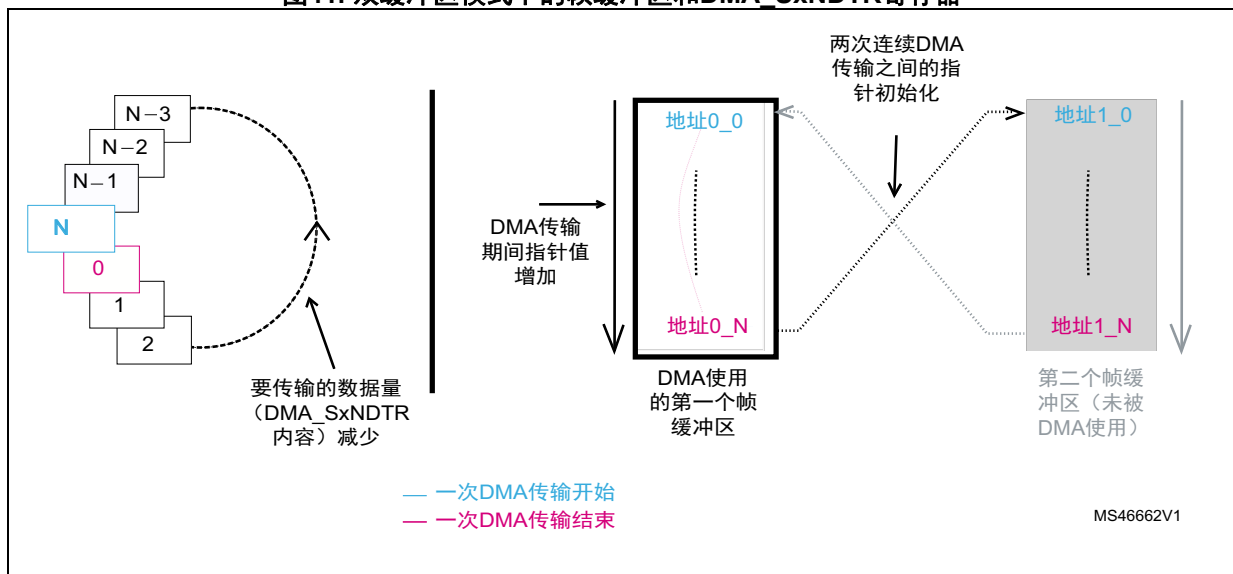 N−3
N−2
N−1
N
0
1
2
要传输的数据量
（DMA_SxNDTR
内容）减少
DMA传输
期间指针值
增加
地址0_0
地址0_N
DMA使用
的第一个帧
缓冲区
两次连续DMA
传输之间的指
针初始化
地址1_0
地址1_N
第二个帧缓
冲区（未被
DMA使用）
一次DMA传输开始
一次DMA传输结束
MS46662V1